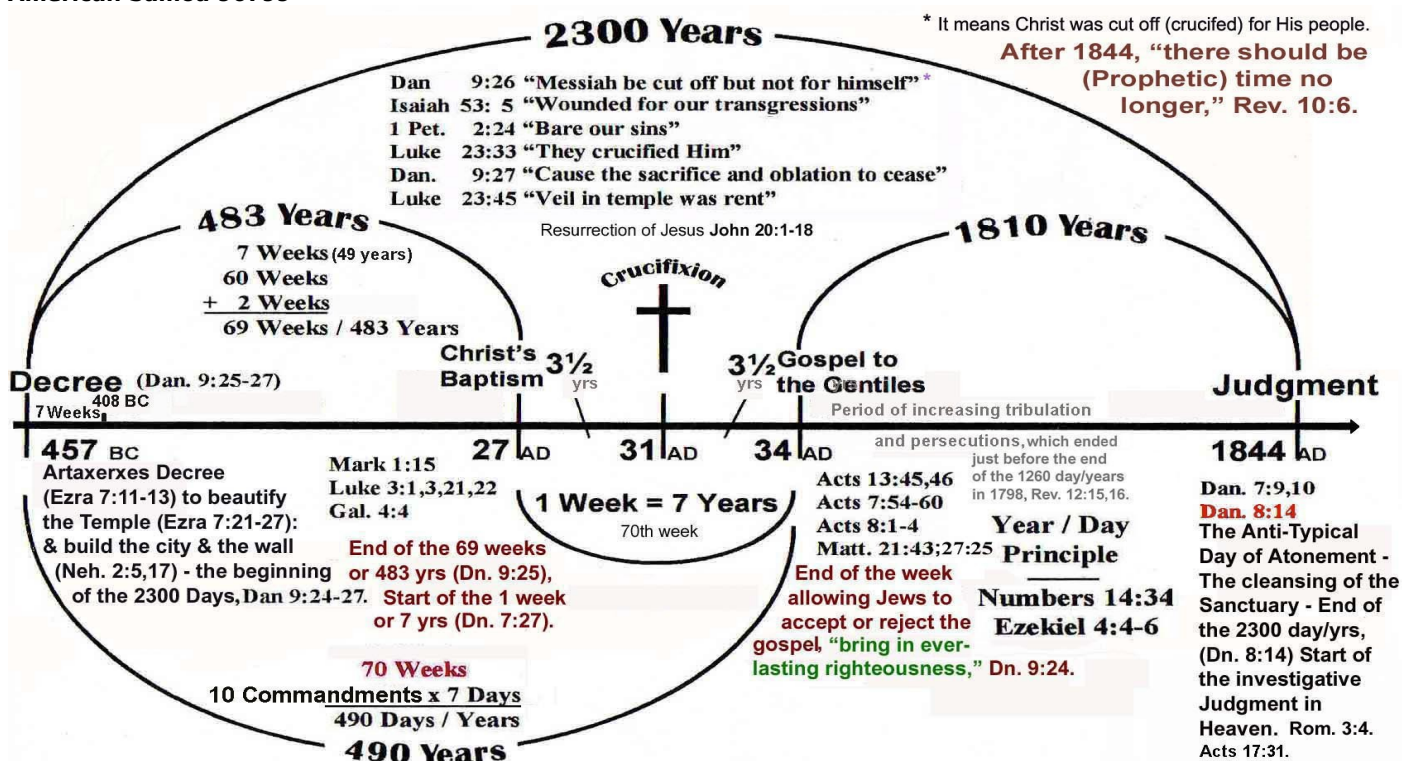 2300 Years
* It means Christ was cut off (crucifed) for His people.
After 1844, “there should be
(Prophetic) time no
longer,” Rev. 10:6.
Dan 9:26 “Messiah be cut off but not for himself” *
Isaiah 53: 5 “Wounded for our transgressions”
1 Pet. 2:24 “Bare our sins”
Luke 23:33 “They crucified Him”
Dan. 9:27 “Cause the sacrifice and oblation to cease”
Luke 23:45 “Veil in temple was rent”
Resurrection of Jesus John 20:1-18
483 Years
7 Weeks (49 years)
60 Weeks
+ 2 Weeks
69 Weeks / 483 Years
Crucifixion
1810 Years
Decree (Dan. 9:25-27)
7 Weeks 408 BC
Christ's
Baptism
3½
yrs
3½
yrs
Gospel to
the Gentiles
Judgment
Period of increasing tribulation
and persecutions, which ended
just before the end
of the 1260 day/years
in 1798, Rev. 12:15,16.
457 BC
27 AD
31 AD
34 AD
1844 AD
Artaxerxes Decree
(Ezra 7:11-13) to beautify
the Temple (Ezra 7:21-27):
& build the city & the wall
(Neh. 2:5,17) - the beginning
of the 2300 Days, Dan 9:24-27.
Mark 1:15
Luke 3:1,3,21,22
Gal. 4:4
End of the 69 weeks
or 483 yrs (Dn. 9:25),
Start of the 1 week
or 7 yrs (Dn. 7:27).
1 Week = 7 Years
70th week
Acts 13:45,46
Acts 7:54-60
Acts 8:1-4
Matt. 21:43;27:25
End of the week
allowing Jews to
accept or reject the
gospel, “bring in ever-
lasting righteousness,” Dn. 9:24.
Year / Day
Principle
Numbers 14:34
Ezekiel 4:4-6
Dan. 7:9,10
Dan. 8:14
The Anti-Typical
Day of Atonement -
The cleansing of the
Sanctuary - End of
the 2300 day/yrs,
(Dn. 8:14) Start of
the investigative
Judgment in
Heaven. Rom. 3:4.
Acts 17:31.
70 Weeks
10 Commandments x 7 Days
490 Days / Years
490 Years